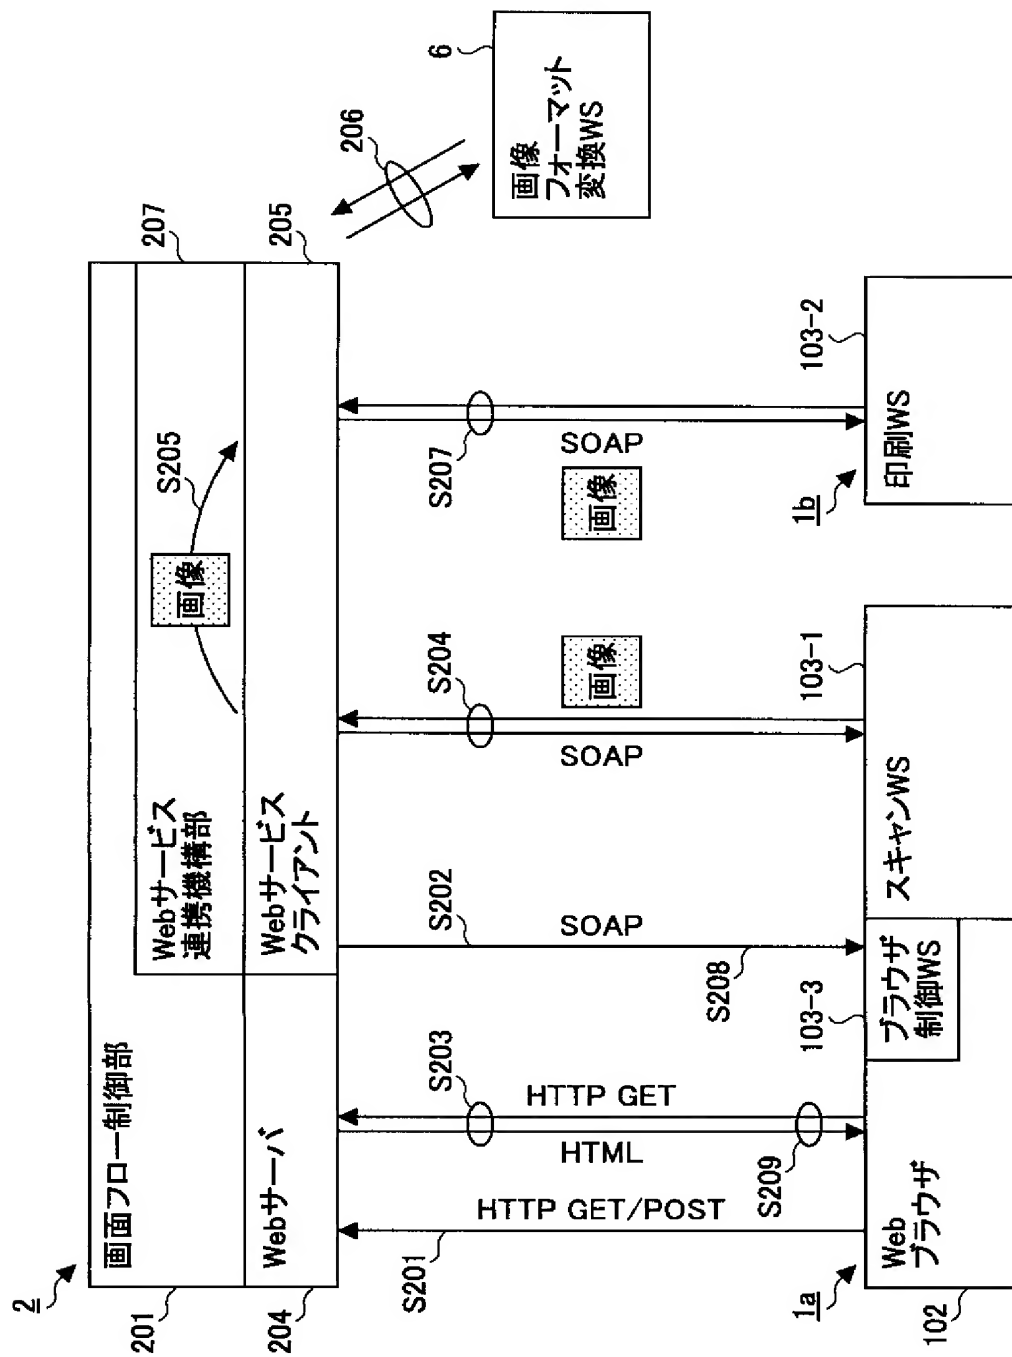 2
201
画面フロー制御部
204
Webサーバ
Webサービス
連携機構部
207
Webサービス
クライアント
205
画像
S205
206
6
画像
フォーマット
変換WS
S201
HTTP GET/POST
S203
HTTP GET
HTML
S209
S202
SOAP
S208
S204
SOAP
画像
S207
SOAP
画像
1a
102
Web
ブラウザ
103-3
ブラウザ
制御WS
スキャンWS
103-1
1b
印刷WS
103-2